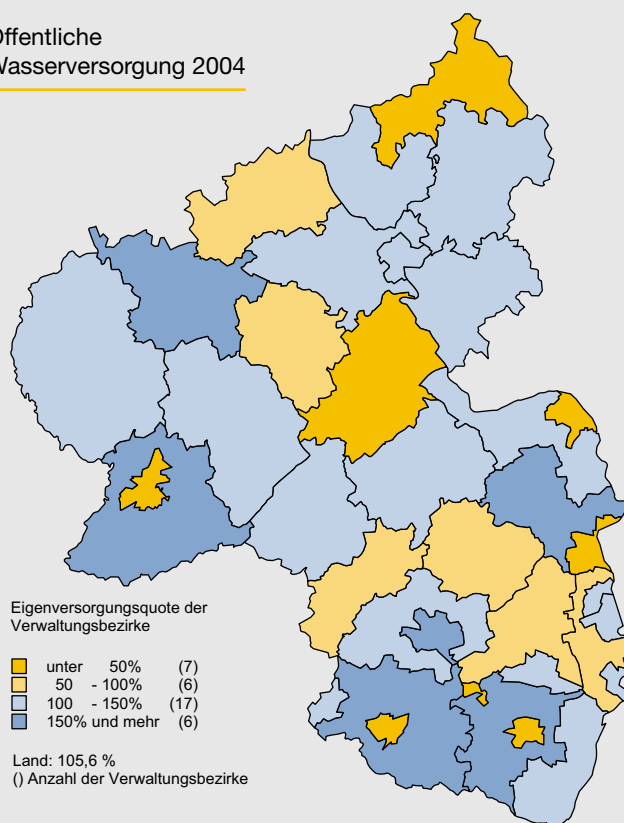 Öffentliche
Wasserversorgung 2004
Eigenversorgungsquote der
Verwaltungsbezirke
unter 50% (7)
50 - 100% (6)
100 - 150% (17)
150% und mehr (6)
Land: 105,6 %
() Anzahl der Verwaltungsbezirke